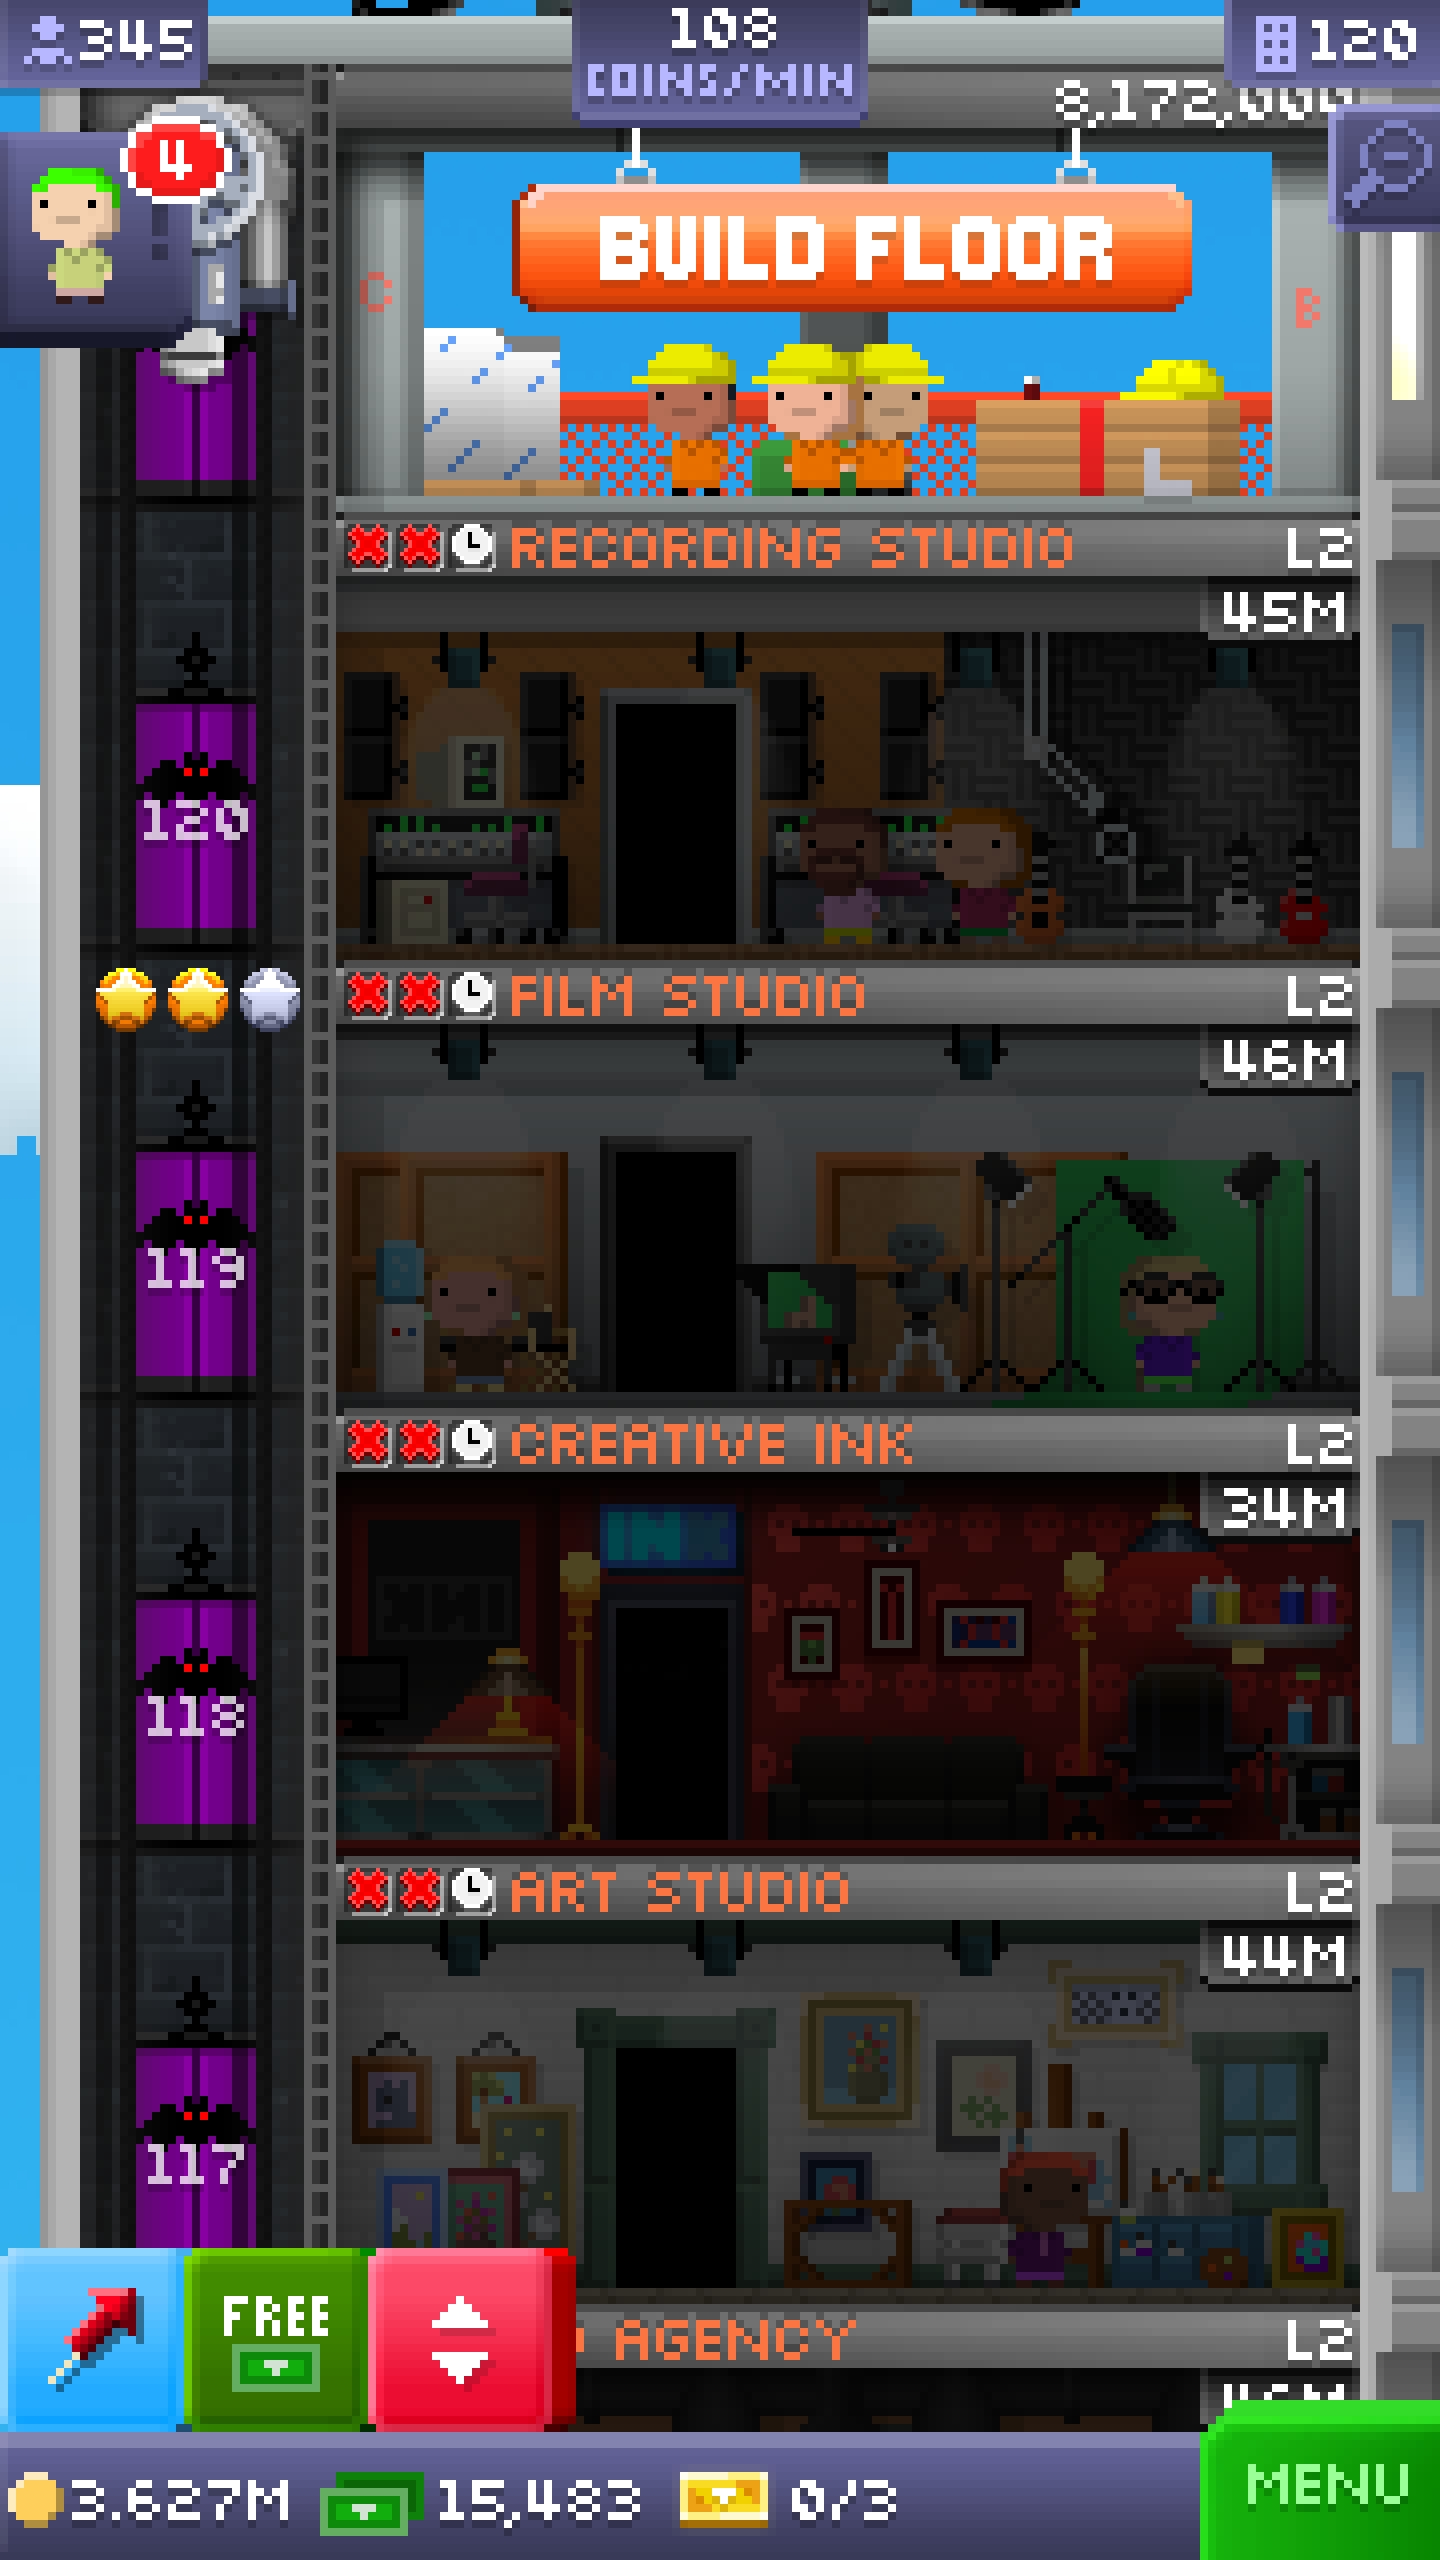 345
108
COINS/MIN
120
8,172,000
4
BUILD FLOOR
C
B
RECORDING STUDIO L2
45M
120
FILM STUDIO L2
46M
119
CREATIVE INK L2
34M
INK
118
ART STUDIO L2
44M
117
FREE
AGENCY L2
3.627M 15,483 0/3
MENU